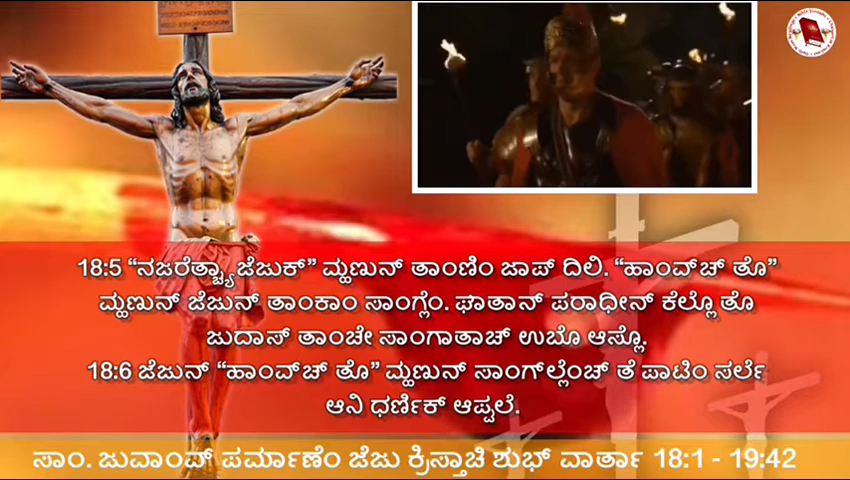 18:5 “ನಜರೆತ್ಚ್ಯಾ ಜೆಜುಕ್” ಮ್ಹಣುನ್ ತಾಂಣಿಂ ಜಾಪ್ ದಿಲಿ. “ಹಾಂವ್‌ಚ್ ತೊ”
ಮ್ಹಣುನ್ ಜೆಜುನ್ ತಾಂಕಾಂ ಸಾಂಗ್ಲೆಂ. ಘಾತಾನ್ ಪರಾಧೀನ್ ಕೆಲ್ಲೊ ತೊ
ಜುದಾಸ್ ತಾಂಚೇ ಸಾಂಗಾತಾಚ್ ಉಬೊ ಆಸ್ಲೊ.
18:6 ಜೆಜುನ್ “ಹಾಂವ್‌ಚ್ ತೊ” ಮ್ಹಣುನ್ ಸಾಂಗ್‌ಲ್ಲೆಂಚ್ ತೆ ಪಾಟಿಂ ಸರ್ಲೆ
ಆನಿ ಧರ್ಣಿಕ್ ಆಪ್ಟಲೆ.
ಸಾಂ. ಜುವಾಂವ್ ಪರ್ಮಾಣೆಂ ಜೆಜು ಕ್ರಿಸ್ತಾಚಿ ಶುಭ್ ವಾರ್ತಾ 18:1 - 19:42